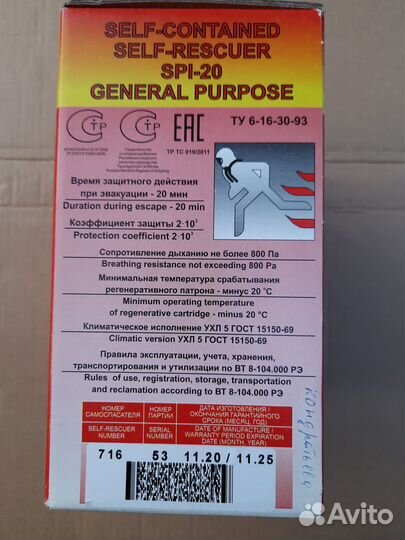 SELF-CONTAINED
SELF-RESCUER
SPI-20
GENERAL PURPOSE
ТР
ТР
EAC
ТУ 6-16-30-93
ТР ТС 019/2011
Время защитного действия
при эвакуации - 20 мин
Duration during escape - 20 min
Коэффициент защиты 2·10³
Protection coefficient 2·10³
Сопротивление дыханию не более 800 Па
Breathing resistance not exceeding 800 Pa
Минимальная температура срабатывания
регенеративного патрона - минус 20 °С
Minimum operating temperature
of regenerative cartridge - minus 20 °C
Климатическое исполнение УХЛ 5 ГОСТ 15150-69
Climatic version УХЛ 5 ГОСТ 15150-69
Правила эксплуатации, учета, хранения,
транспортирования и утилизации по ВТ 8-104.000 РЭ
Rules of use, registration, storage, transportation
and reclamation according to ВТ 8-104.000 РЭ
НОМЕР САМОСПАСАТЕЛЯ
НОМЕР ПАРТИИ
ДАТА ИЗГОТОВЛЕНИЯ /
ОКОНЧАНИЯ ГАРАНТИЙНОГО
СРОКА (МЕСЯЦ, ГОД)
SELF-RESCUER NUMBER
SERIAL NUMBER
DATE OF MANUFACTURE /
WARRANTY PERIOD EXPIRATION
DATE (MONTH, YEAR)
716 53 11.20 / 11.25
Avito